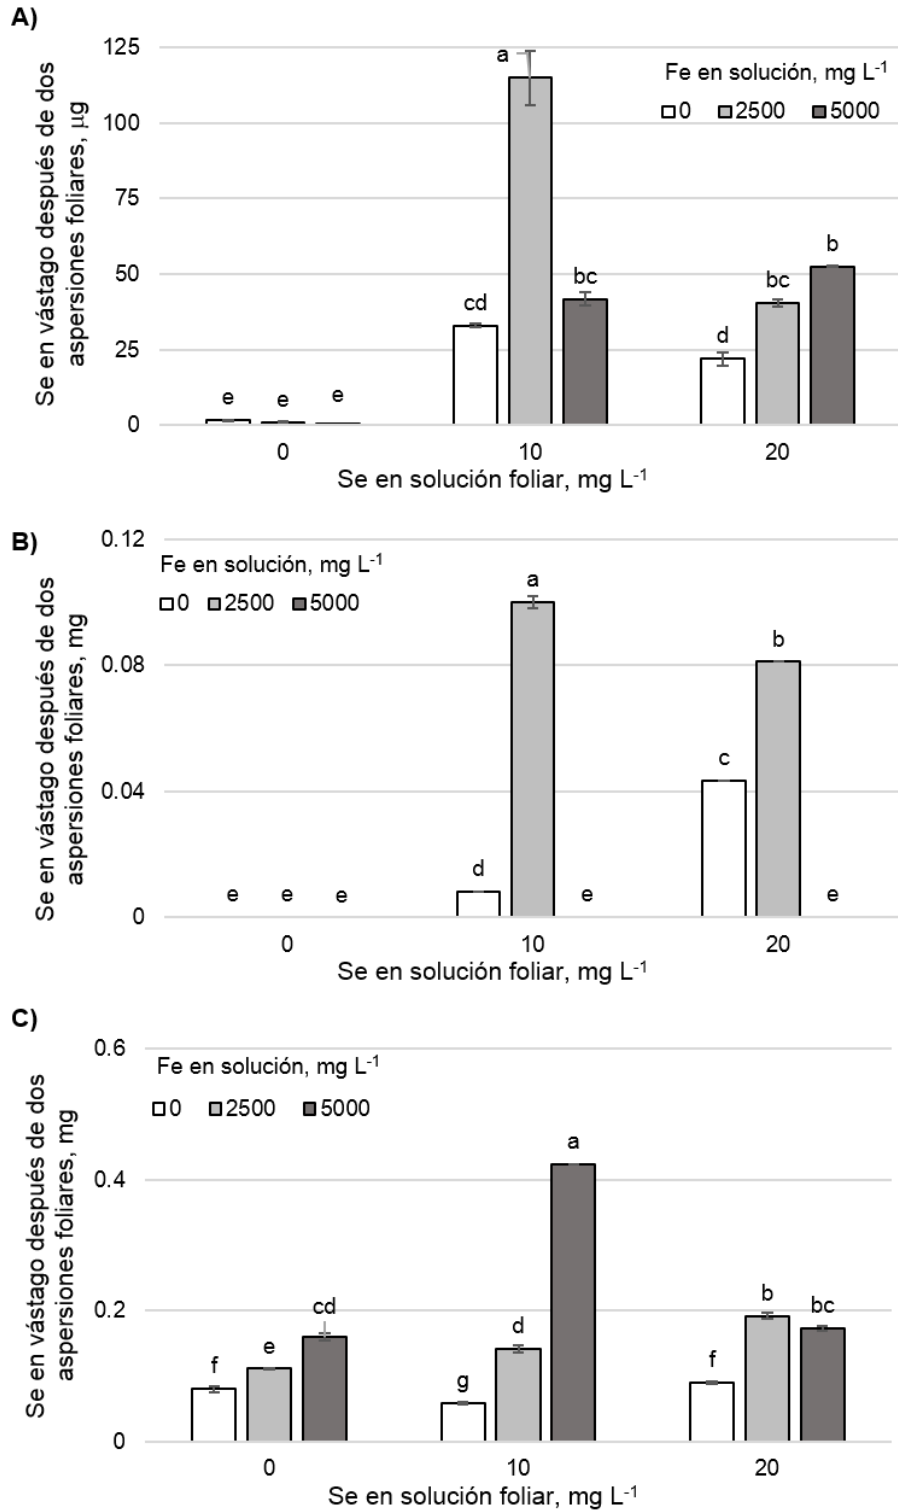 A)
Se en vástago después de dos
aspersiones foliares, µg
125
100
75
50
25
0
Fe en solución, mg L-1
0 2500 5000
e e e
cd a bc
d bc b
0 10 20
Se en solución foliar, mg L-1
B)
Se en vástago después de dos
aspersiones foliares, mg
0.12
0.08
0.04
0
Fe en solución, mg L-1
0 2500 5000
e e e
d a e
c b e
0 10 20
Se en solución foliar, mg L-1
C)
Se en vástago después de dos
aspersiones foliares, mg
0.6
0.4
0.2
0
Fe en solución, mg L-1
0 2500 5000
f e cd
g d a
f b bc
0 10 20
Se en solución foliar, mg L-1